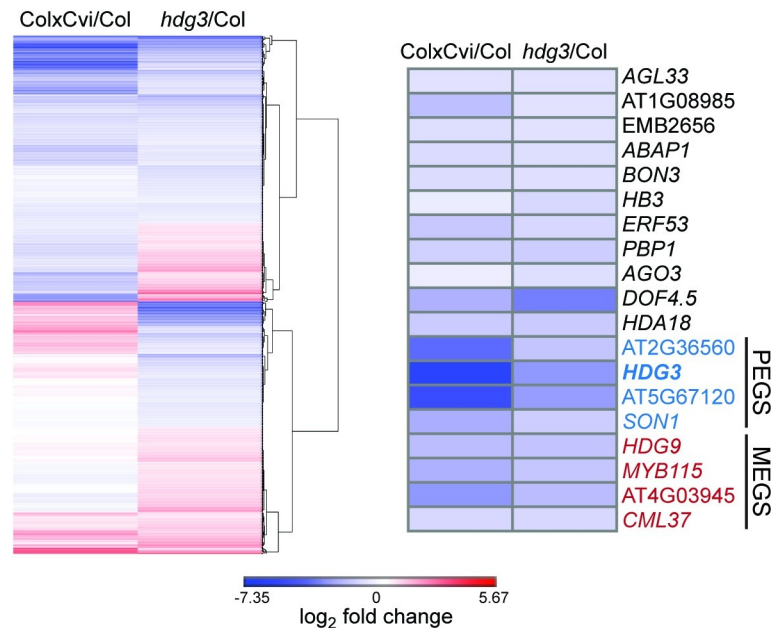 ColxCvi/Col hdg3/Col
ColxCvi/Col hdg3/Col
AGL33
AT1G08985
EMB2656
ABAP1
BON3
HB3
ERF53
PBP1
AGO3
DOF4.5
HDA18
AT2G36560
HDG3
AT5G67120
SON1
PEGS
HDG9
MYB115
AT4G03945
CML37
MEGS
-7.35 0 5.67
log2 fold change